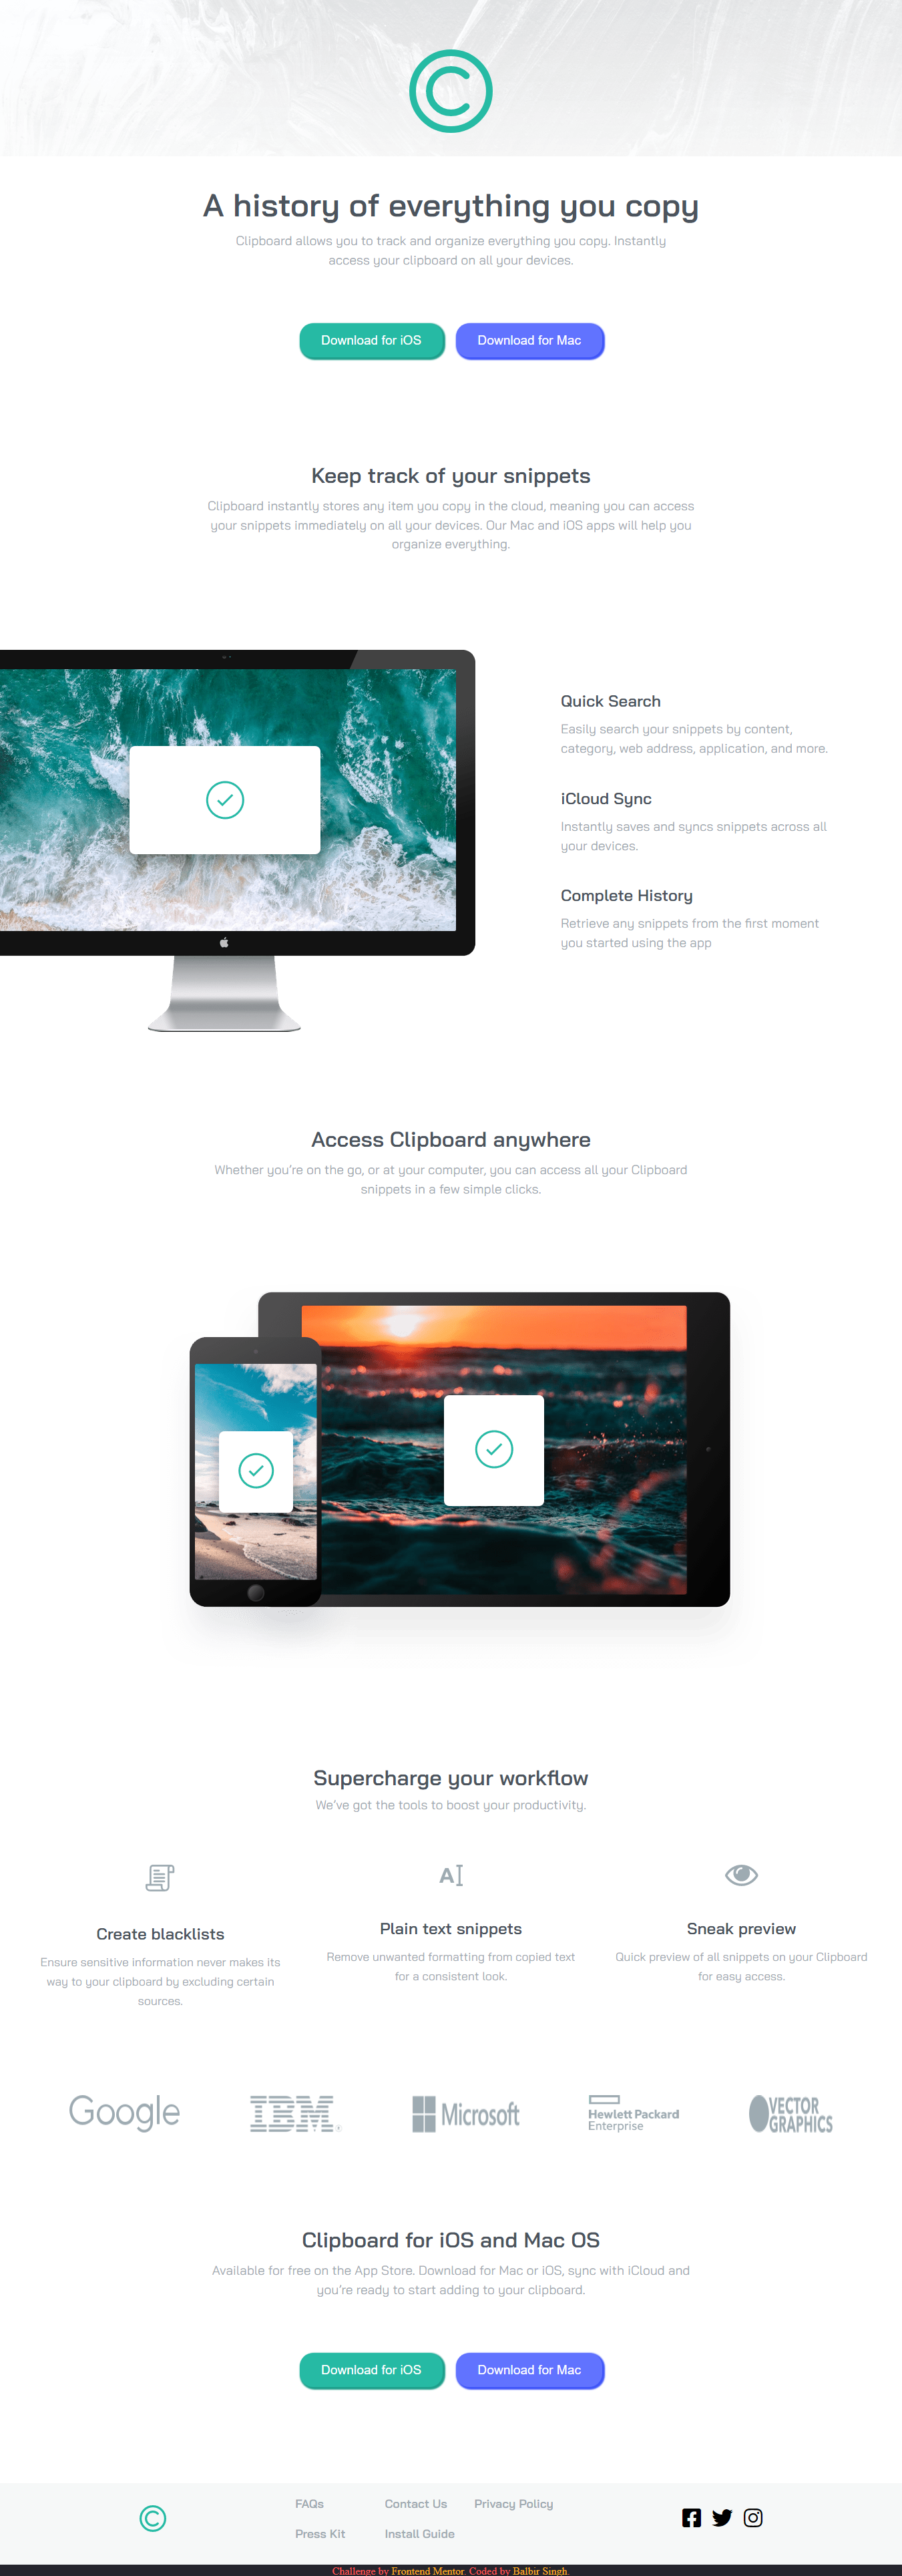 A history of everything you copy
Clipboard allows you to track and organize everything you copy. Instantly
access your clipboard on all your devices.
Download for iOS
Download for Mac
Keep track of your snippets
Clipboard instantly stores any item you copy in the cloud, meaning you can access
your snippets immediately on all your devices. Our Mac and iOS apps will help you
organize everything.
Quick Search
Easily search your snippets by content,
category, web address, application, and more.
iCloud Sync
Instantly saves and syncs snippets across all
your devices.
Complete History
Retrieve any snippets from the first moment
you started using the app
Access Clipboard anywhere
Whether you’re on the go, or at your computer, you can access all your Clipboard
snippets in a few simple clicks.
Supercharge your workflow
We’ve got the tools to boost your productivity.
Create blacklists
Ensure sensitive information never makes its
way to your clipboard by excluding certain
sources.
Plain text snippets
Remove unwanted formatting from copied text
for a consistent look.
Sneak preview
Quick preview of all snippets on your Clipboard
for easy access.
Google
IBM
Microsoft
Hewlett Packard
Enterprise
VECTOR
GRAPHICS
Clipboard for iOS and Mac OS
Available for free on the App Store. Download for Mac or iOS, sync with iCloud and
you’re ready to start adding to your clipboard.
Download for iOS
Download for Mac
FAQs
Contact Us
Privacy Policy
Press Kit
Install Guide
Challenge by Frontend Mentor. Coded by Balbir Singh.